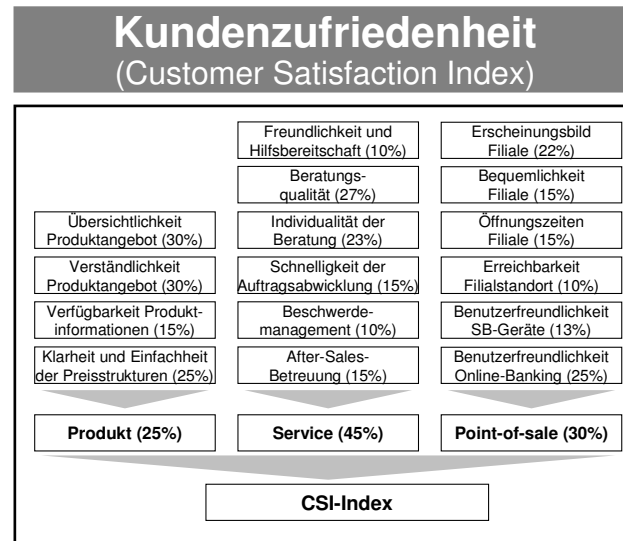 Kundenzufriedenheit
(Customer Satisfaction Index)
Übersichtlichkeit
Produktangebot (30%)
Verständlichkeit
Produktangebot (30%)
Verfügbarkeit Produkt-
informationen (15%)
Klarheit und Einfachheit
der Preisstrukturen (25%)
Produkt (25%)
Freundlichkeit und
Hilfsbereitschaft (10%)
Beratungs-
qualität (27%)
Individualität der
Beratung (23%)
Schnelligkeit der
Auftragsabwicklung (15%)
Beschwerde-
management (10%)
After-Sales-
Betreuung (15%)
Service (45%)
Erscheinungsbild
Filiale (22%)
Bequemlichkeit
Filiale (15%)
Öffnungszeiten
Filiale (15%)
Erreichbarkeit
Filialstandort (10%)
Benutzerfreundlichkeit
SB-Geräte (13%)
Benutzerfreundlichkeit
Online-Banking (25%)
Point-of-sale (30%)
CSI-Index